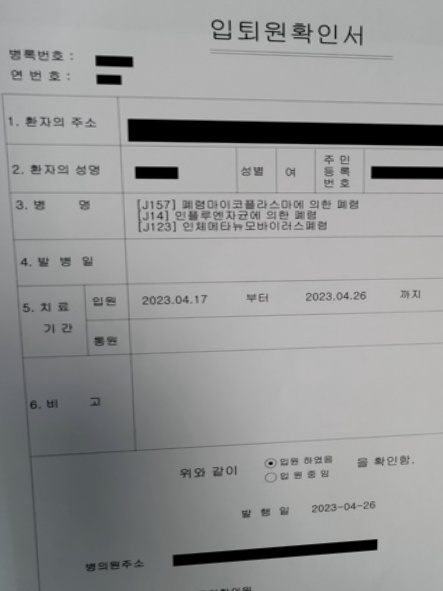 입퇴원확인서
병록번호 :
연 번 호 :
1. 환자의 주소
2. 환자의 성명 성별 여 주민등록번호
3. 병 명 [J157] 폐렴마이코플라스마에 의한 폐렴
[J14] 인플루엔자균에 의한 폐렴
[J123] 인체메타뉴모바이러스폐렴
4. 발 병 일
5. 치 료 기 간 입원 2023.04.17 부터 2023.04.26 까지
통원
6. 비 고
위와 같이 입원 하였음 을 확인함.
입 원 중 임
발 행 일 2023-04-26
병의원주소